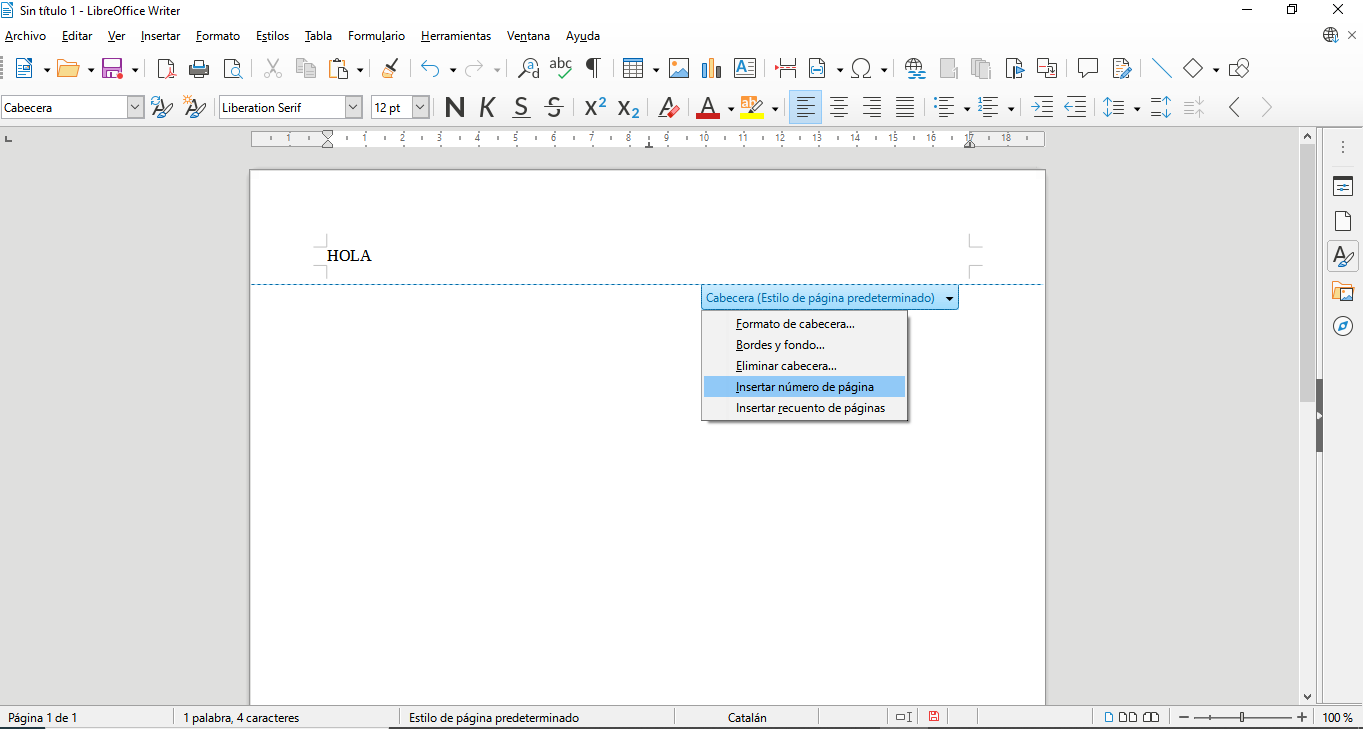 Sin título 1 - LibreOffice Writer
Archivo Editar Ver Insertar Formato Estilos Tabla Formulario Herramientas Ventana Ayuda
Cabecera Liberation Serif 12 pt N K S S X2 X2 A
1 1 2 3 4 5 6 7 8 9 10 11 12 13 14 15 16 17 18
HOLA
Cabecera (Estilo de página predeterminado)
Formato de cabecera...
Bordes y fondo...
Eliminar cabecera...
Insertar número de página
Insertar recuento de páginas
Página 1 de 1 1 palabra, 4 caracteres Estilo de página predeterminado Catalán 100 %